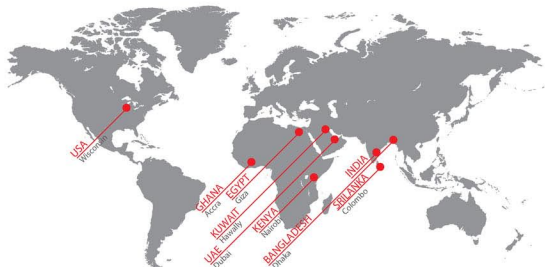 USA
Wisconsin
GHANA
Accra
EGYPT
Giza
KUWAIT
Hawally
UAE
Dubai
KENYA
Nairobi
BANGLADESH
Dhaka
INDIA
SRILANKA
Colombo